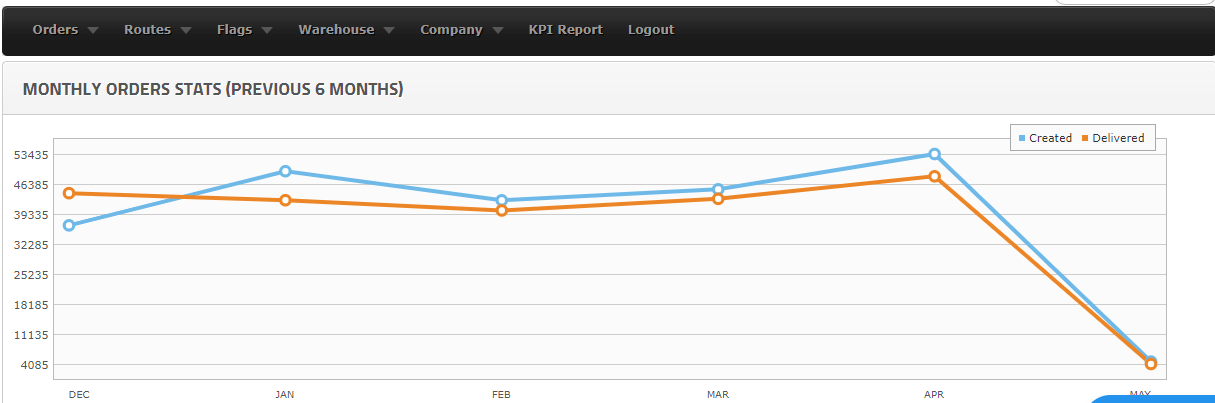 Orders Routes Flags Warehouse Company KPI Report Logout
MONTHLY ORDERS STATS (PREVIOUS 6 MONTHS)
Created Delivered
53435
46385
39335
32285
25235
18185
11135
4085
DEC JAN FEB MAR APR MAY